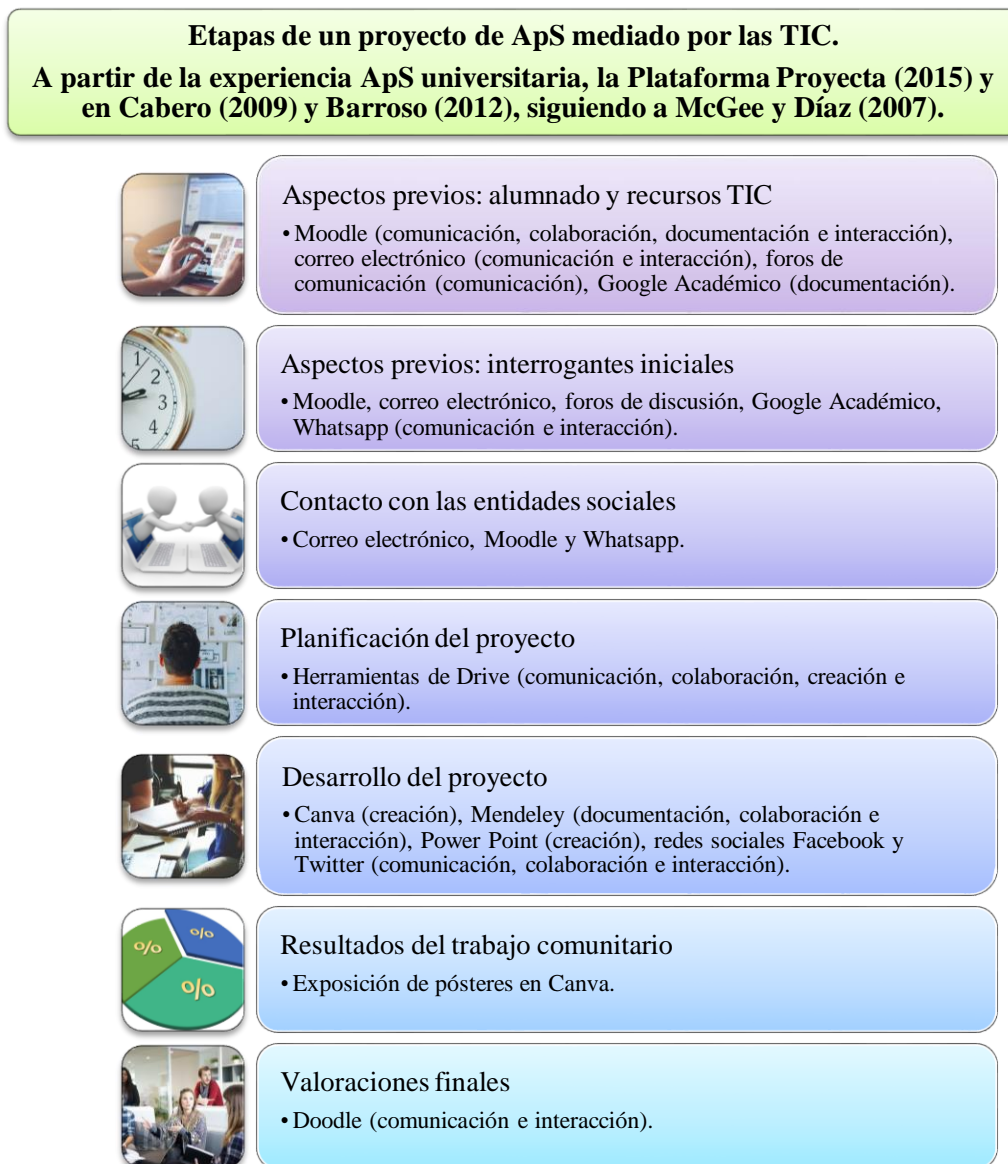 Etapas de un proyecto de ApS mediado por las TIC.
A partir de la experiencia ApS universitaria, la Plataforma Proyecta (2015) y
en Cabero (2009) y Barroso (2012), siguiendo a McGee y Díaz (2007).
Aspectos previos: alumnado y recursos TIC
• Moodle (comunicación, colaboración, documentación e interacción),
correo electrónico (comunicación e interacción), foros de
comunicación (comunicación), Google Académico (documentación).
1
2
3
4
5
Aspectos previos: interrogantes iniciales
• Moodle, correo electrónico, foros de discusión, Google Académico,
Whatsapp (comunicación e interacción).
Contacto con las entidades sociales
• Correo electrónico, Moodle y Whatsapp.
Planificación del proyecto
• Herramientas de Drive (comunicación, colaboración, creación e
interacción).
Desarrollo del proyecto
• Canva (creación), Mendeley (documentación, colaboración e
interacción), Power Point (creación), redes sociales Facebook y
Twitter (comunicación, colaboración e interacción).
% %
%
Resultados del trabajo comunitario
• Exposición de pósteres en Canva.
Valoraciones finales
• Doodle (comunicación e interacción).